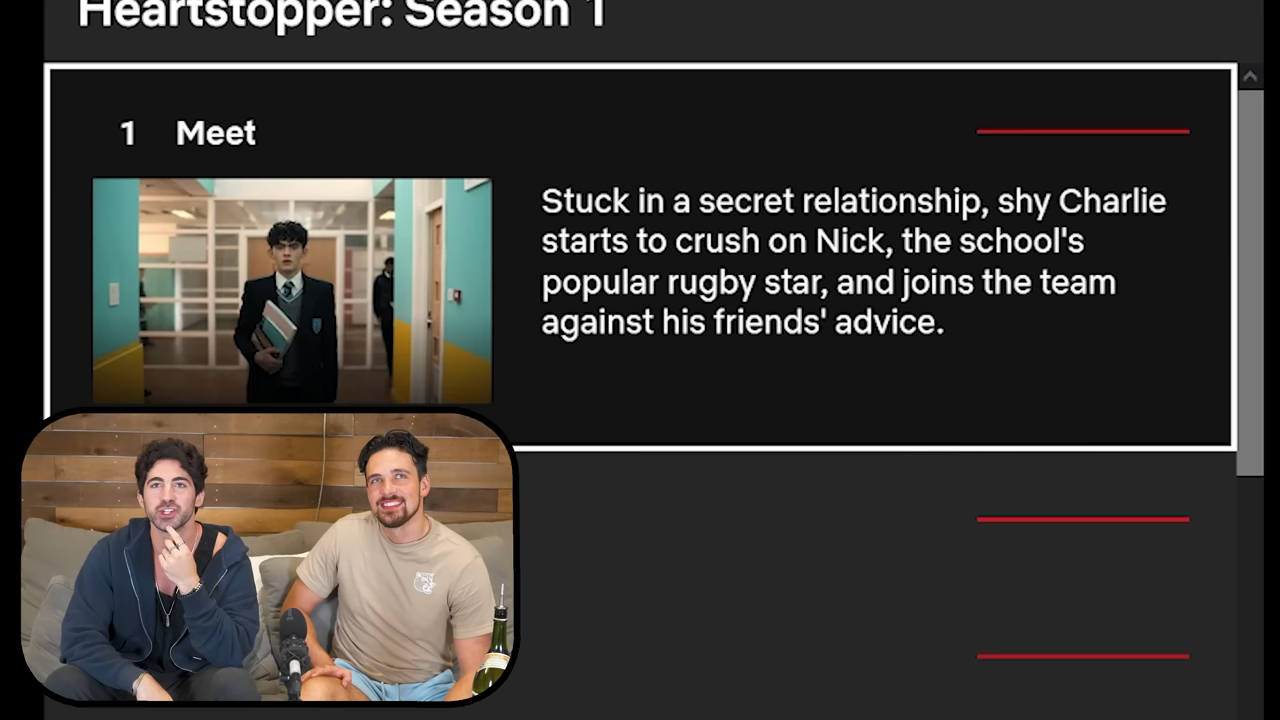 Heartstopper: Season 1
1 Meet
Stuck in a secret relationship, shy Charlie
starts to crush on Nick, the school's
popular rugby star, and joins the team
against his friends' advice.